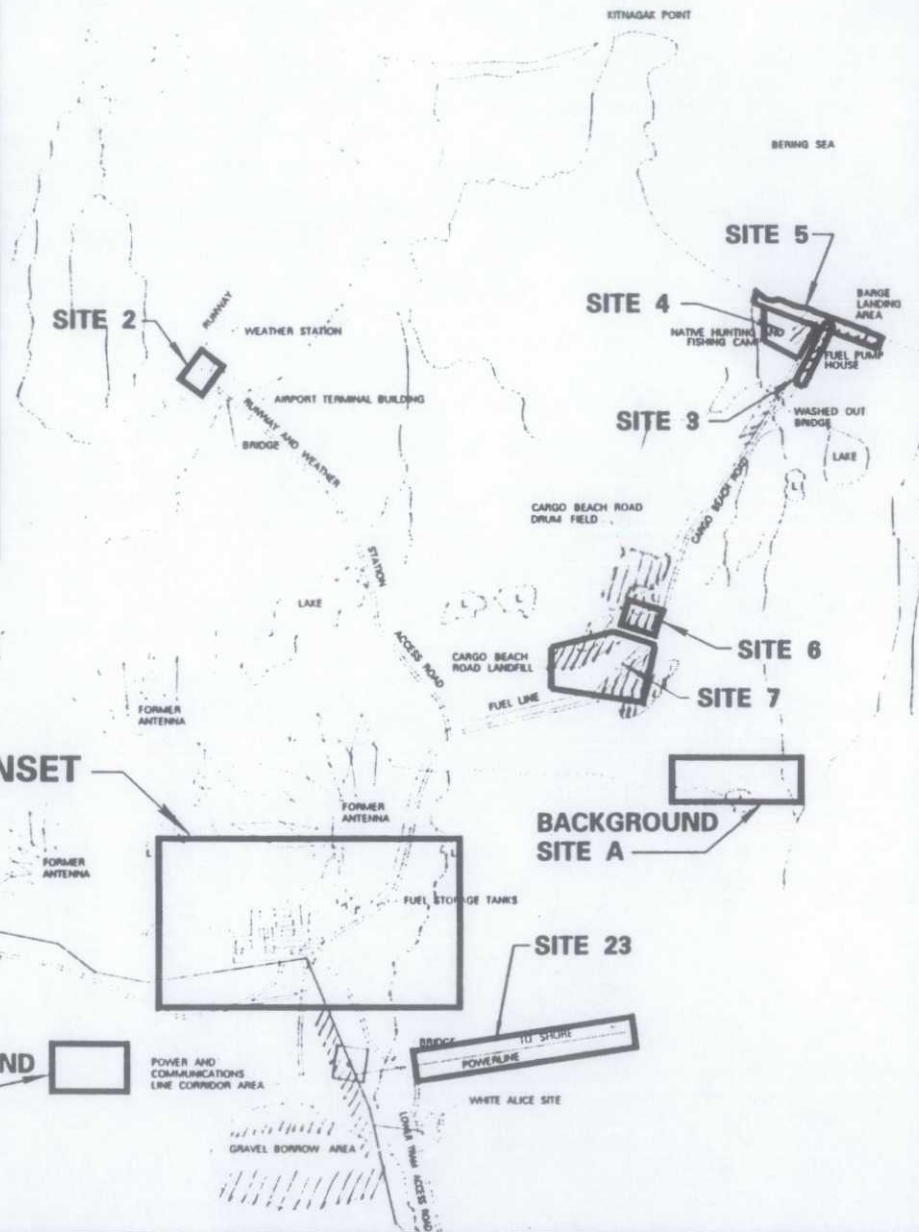 KITNAGAK POINT
BERING SEA
SITE 5
SITE 4
BARGE
LANDING
AREA
NATIVE HUNTING AND
FISHING CAMP
FUEL PUMP
HOUSE
SITE 3
WASHED OUT
BRIDGE
LAKE
L
SITE 2
RUNWAY
WEATHER STATION
AIRPORT TERMINAL BUILDING
BRIDGE
RUNWAY AND WEATHER
STATION
ACCESS ROAD
CARGO BEACH ROAD
CARGO BEACH ROAD
DRUM FIELD
LAKE
L
L
L
SITE 6
CARGO BEACH
ROAD LANDFILL
SITE 7
FUEL LINE
FORMER
ANTENNA
NSET
FORMER
ANTENNA
FORMER
ANTENNA
L
L
BACKGROUND
SITE A
FUEL STORAGE TANKS
SITE 23
BRIDGE
TO SHORE
POWERLINE
ND
POWER AND
COMMUNICATIONS
LINE CORRIDOR AREA
WHITE ALICE SITE
GRAVEL BORROW AREA
LOWER TRAM ACCESS ROAD